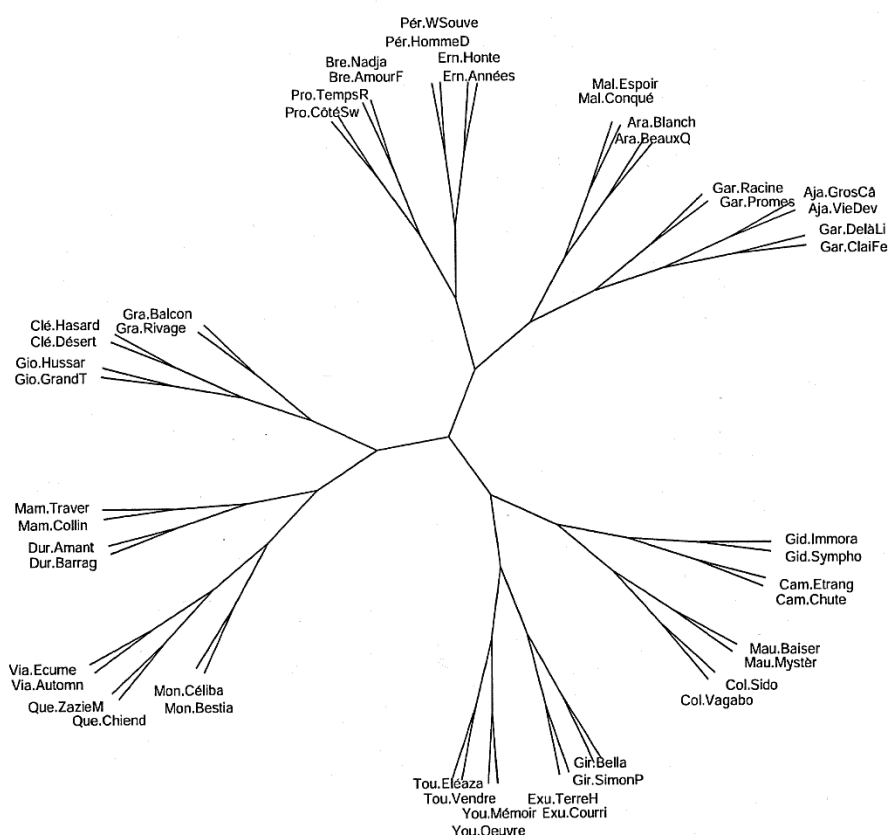 Pér.WSouve
Pér.HommeD
Ern.Honte
Ern.Années
Bre.Nadja
Bre.AmourF
Pro.TempsR
Pro.CôtéSw
Mal.Espoir
Mal.Conqué
Ara.Blanch
Ara.BeauxQ
Gar.Racine
Gar.Promes
Aja.GrosCâ
Aja.VieDev
Gar.DelàLi
Gar.ClaiFe
Gra.Balcon
Gra.Rivage
Clé.Hasard
Clé.Désert
Gio.Hussar
Gio.GrandT
Mam.Traver
Mam.Collin
Dur.Amant
Dur.Barrag
Gid.Immora
Gid.Sympho
Cam.Etrang
Cam.Chute
Mau.Baiser
Mau.Mystèr
Col.Sido
Col.Vagabo
Via.Ecume
Via.Automn
Que.ZazieM
Que.Chiend
Mon.Céliba
Mon.Bestia
Gir.Bella
Gir.SimonP
Tou.Eléaza
Tou.Vendre
Exu.TerreH
Exu.Courri
You.Mémoir
You.Oeuvre